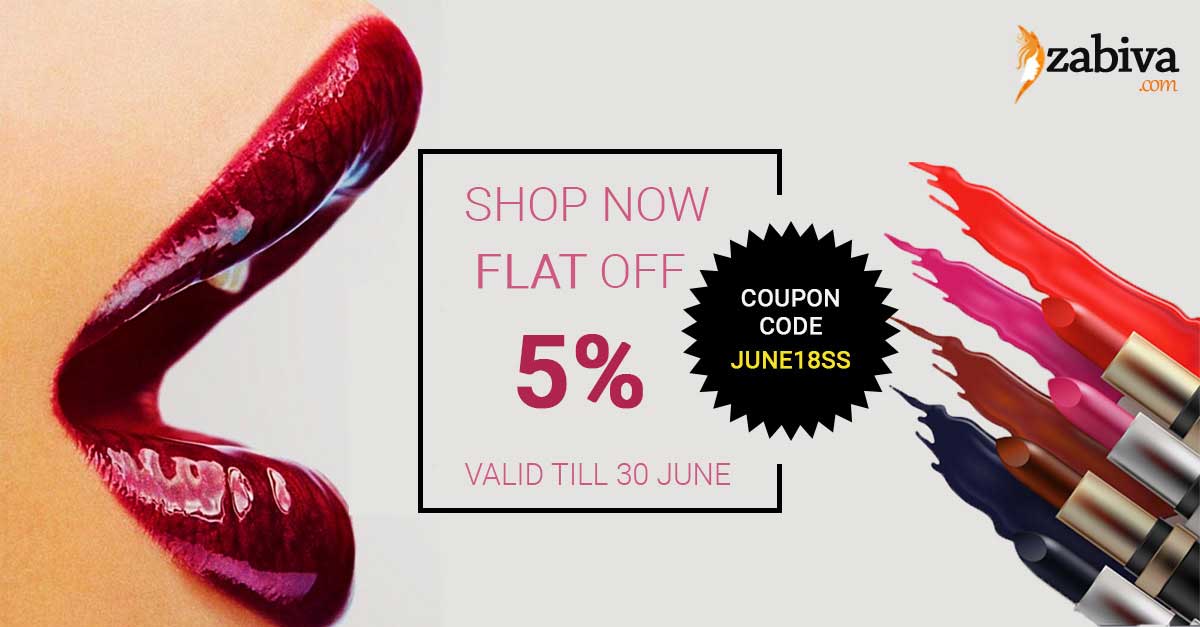 zabiva
.com
SHOP NOW
FLAT OFF
5%
VALID TILL 30 JUNE
COUPON
CODE
JUNE18SS